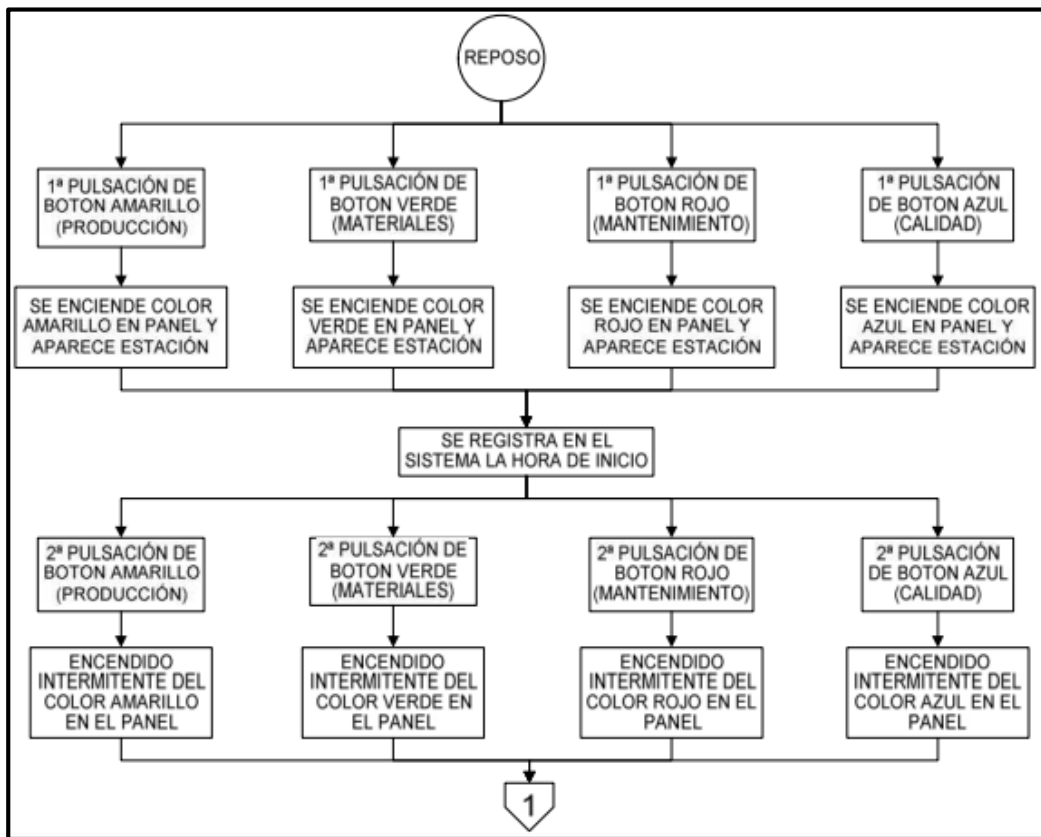 REPOSO
1ª PULSACIÓN DE
BOTON AMARILLO
(PRODUCCIÓN)
1ª PULSACIÓN DE
BOTON VERDE
(MATERIALES)
1ª PULSACIÓN DE
BOTON ROJO
(MANTENIMIENTO)
1ª PULSACIÓN
DE BOTON AZUL
(CALIDAD)
SE ENCIENDE COLOR
AMARILLO EN PANEL Y
APARECE ESTACIÓN
SE ENCIENDE COLOR
VERDE EN PANEL Y
APARECE ESTACIÓN
SE ENCIENDE COLOR
ROJO EN PANEL Y
APARECE ESTACIÓN
SE ENCIENDE COLOR
AZUL EN PANEL Y
APARECE ESTACIÓN
SE REGISTRA EN EL
SISTEMA LA HORA DE INICIO
2ª PULSACIÓN DE
BOTON AMARILLO
(PRODUCCIÓN)
2ª PULSACIÓN DE
BOTON VERDE
(MATERIALES)
2ª PULSACIÓN DE
BOTON ROJO
(MANTENIMIENTO)
2ª PULSACIÓN
DE BOTON AZUL
(CALIDAD)
ENCENDIDO
INTERMITENTE DEL
COLOR AMARILLO
EN EL PANEL
ENCENDIDO
INTERMITENTE DEL
COLOR VERDE EN
EL PANEL
ENCENDIDO
INTERMITENTE DEL
COLOR ROJO EN EL
PANEL
ENCENDIDO
INTERMITENTE DEL
COLOR AZUL EN EL
PANEL
1